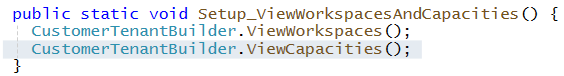 public static void Setup_ViewWorkspacesAndCapacities() {
  CustomerTenantBuilder.ViewWorkspaces();
  CustomerTenantBuilder.ViewCapacities();
}